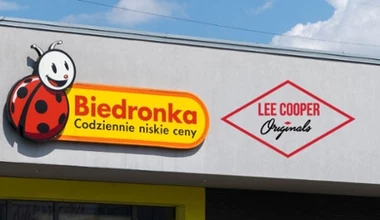 Biedronka
Codziennie niskie ceny
LEE COOPER
Originals